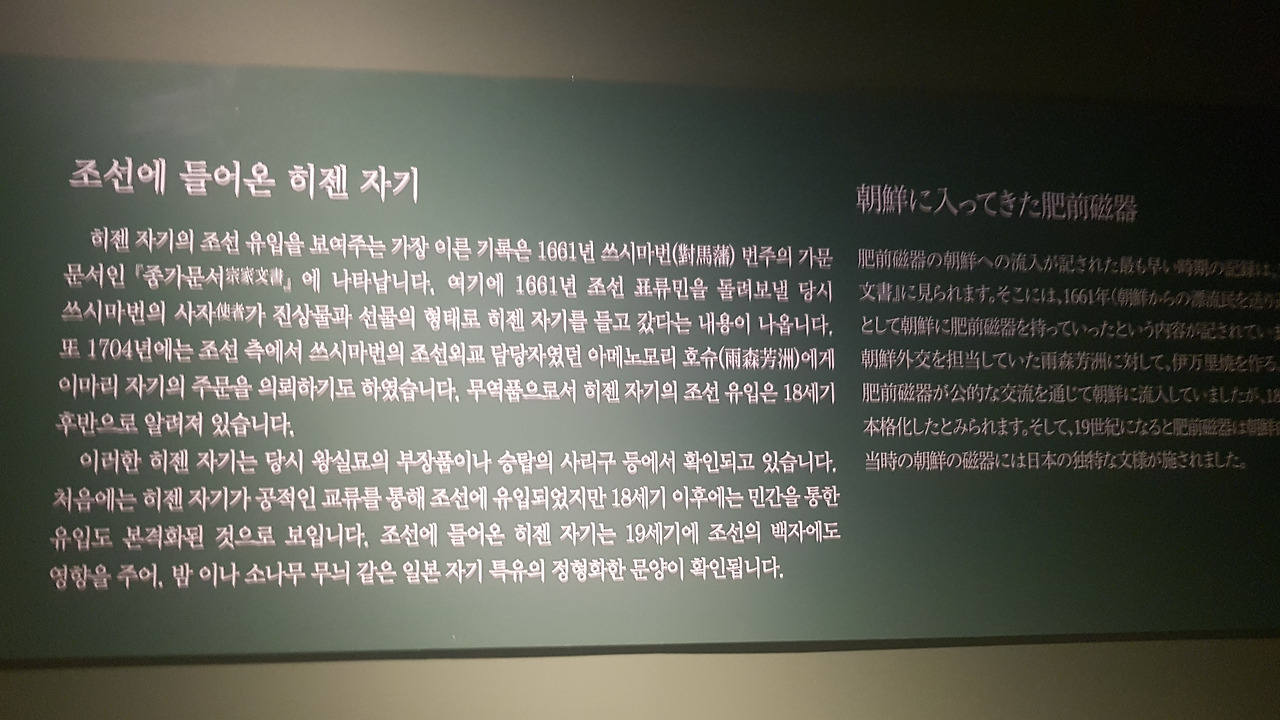 조선에 들어온 히젠 자기
히젠 자기의 조선 유입을 보여주는 가장 이른 기록은 1661년 쓰시마번(對馬藩) 번주의 가문
문서인 『종가문서宗家文書』에 나타납니다. 여기에 1661년 조선 표류민을 돌려보낼 당시
쓰시마번의 사자使者가 진상물과 선물의 형태로 히젠 자기를 들고 갔다는 내용이 나옵니다.
또 1704년에는 조선 측에서 쓰시마번의 조선외교 담당자였던 아메노모리 호슈(雨森芳洲)에게
이마리 자기의 주문을 의뢰하기도 하였습니다. 무역품으로서 히젠 자기의 조선 유입은 18세기
후반으로 알려져 있습니다.
이러한 히젠 자기는 당시 왕실묘의 부장품이나 승탑의 사리구 등에서 확인되고 있습니다.
처음에는 히젠 자기가 공적인 교류를 통해 조선에 유입되었지만 18세기 이후에는 민간을 통한
유입도 본격화된 것으로 보입니다. 조선에 들어온 히젠 자기는 19세기에 조선의 백자에도
영향을 주어, 밤 이나 소나무 무늬 같은 일본 자기 특유의 정형화한 문양이 확인됩니다.
朝鮮に入ってきた肥前磁器
肥前磁器の朝鮮への流入が記された最も早い時期の記録は、
文書』に見られます。そこには、1661年(朝鮮からの漂流民を送り
として朝鮮に肥前磁器を持っていったという内容が記されてい
朝鮮外交を担当していた雨森芳洲に対して、伊万里焼を作る
肥前磁器が公的な交流を通じて朝鮮に流入していましたが、18
本格化したとみられます。そして、19世紀になると肥前磁器は朝鮮
当時の朝鮮の磁器には日本の独特な文様が施されました。